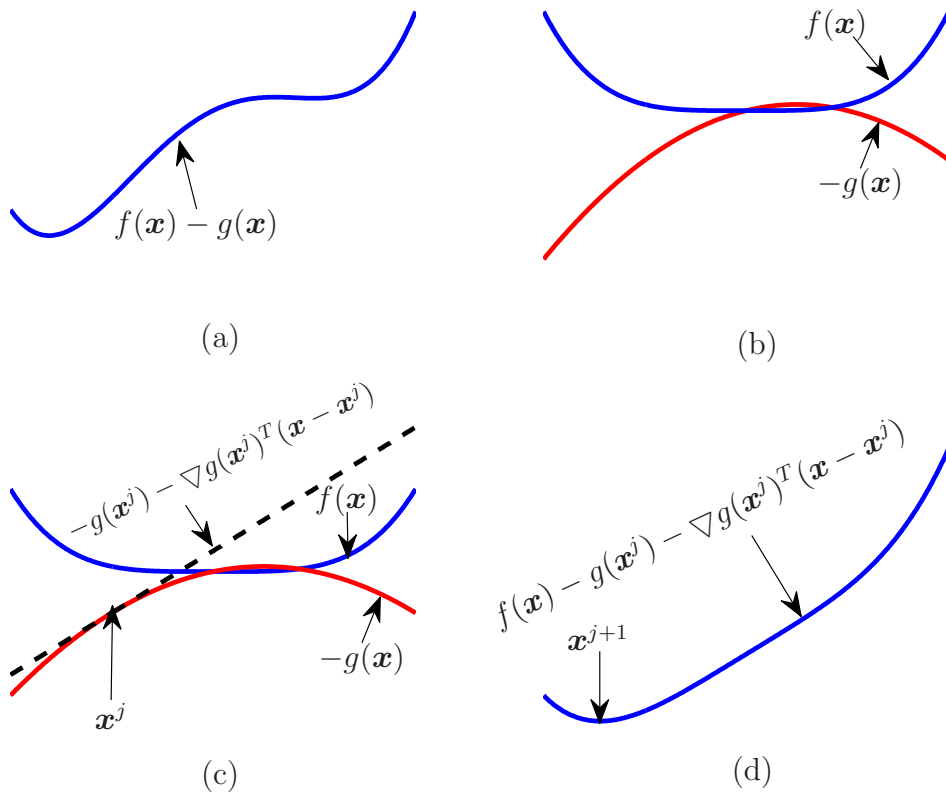 f(x) − g(x)
(a)
f(x)
−g(x)
(b)
−g(x^j) − ▽g(x^j)^T(x − x^j)
f(x)
−g(x)
x^j
(c)
f(x) − g(x^j) − ▽g(x^j)^T(x − x^j)
x^{j+1}
(d)